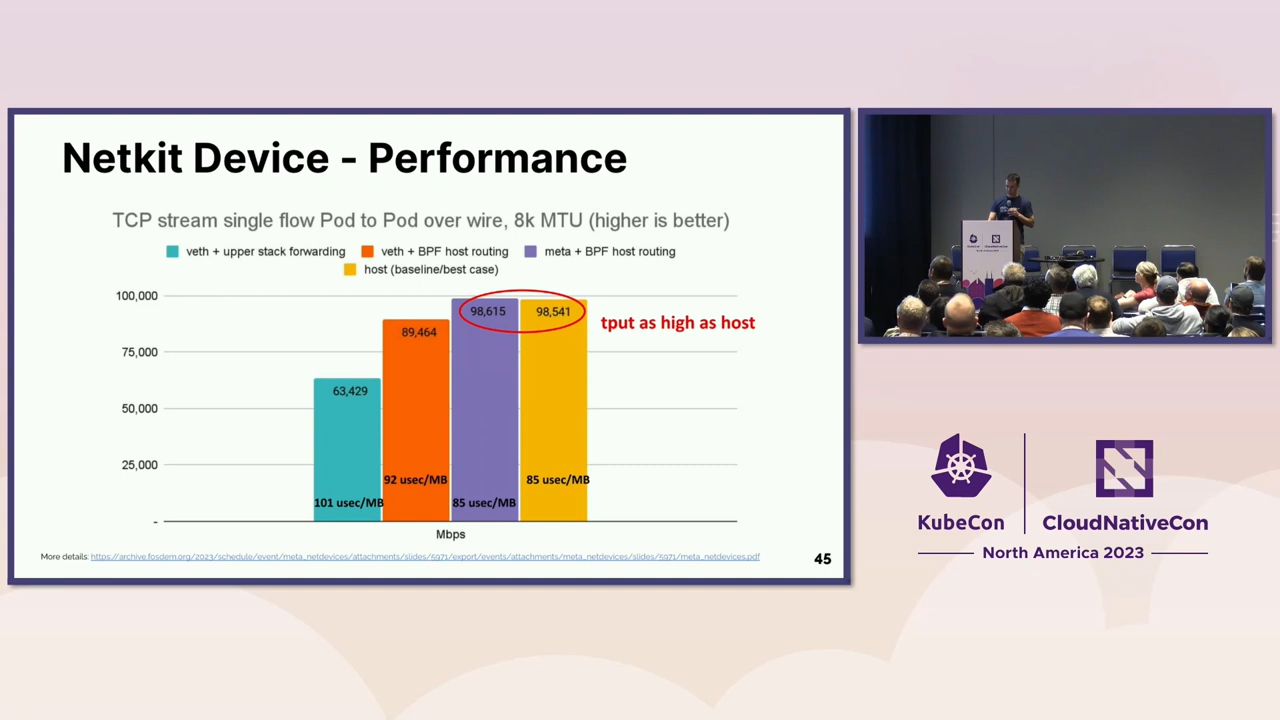 Netkit Device - Performance
TCP stream single flow Pod to Pod over wire, 8k MTU (higher is better)
veth + upper stack forwarding
veth + BPF host routing
meta + BPF host routing
host (baseline/best case)
100,000
75,000
50,000
25,000
-
63,429
89,464
98,615
98,541
tput as high as host
101 usec/MB
92 usec/MB
85 usec/MB
85 usec/MB
Mbps
More details: https://archive.fosdem.org/2023/schedule/event/meta_netdevices/attachments/slides/5971/export/events/attachments/meta_netdevices/slides/5971/meta_netdevices.pdf
45
KubeCon
CloudNativeCon
North America 2023